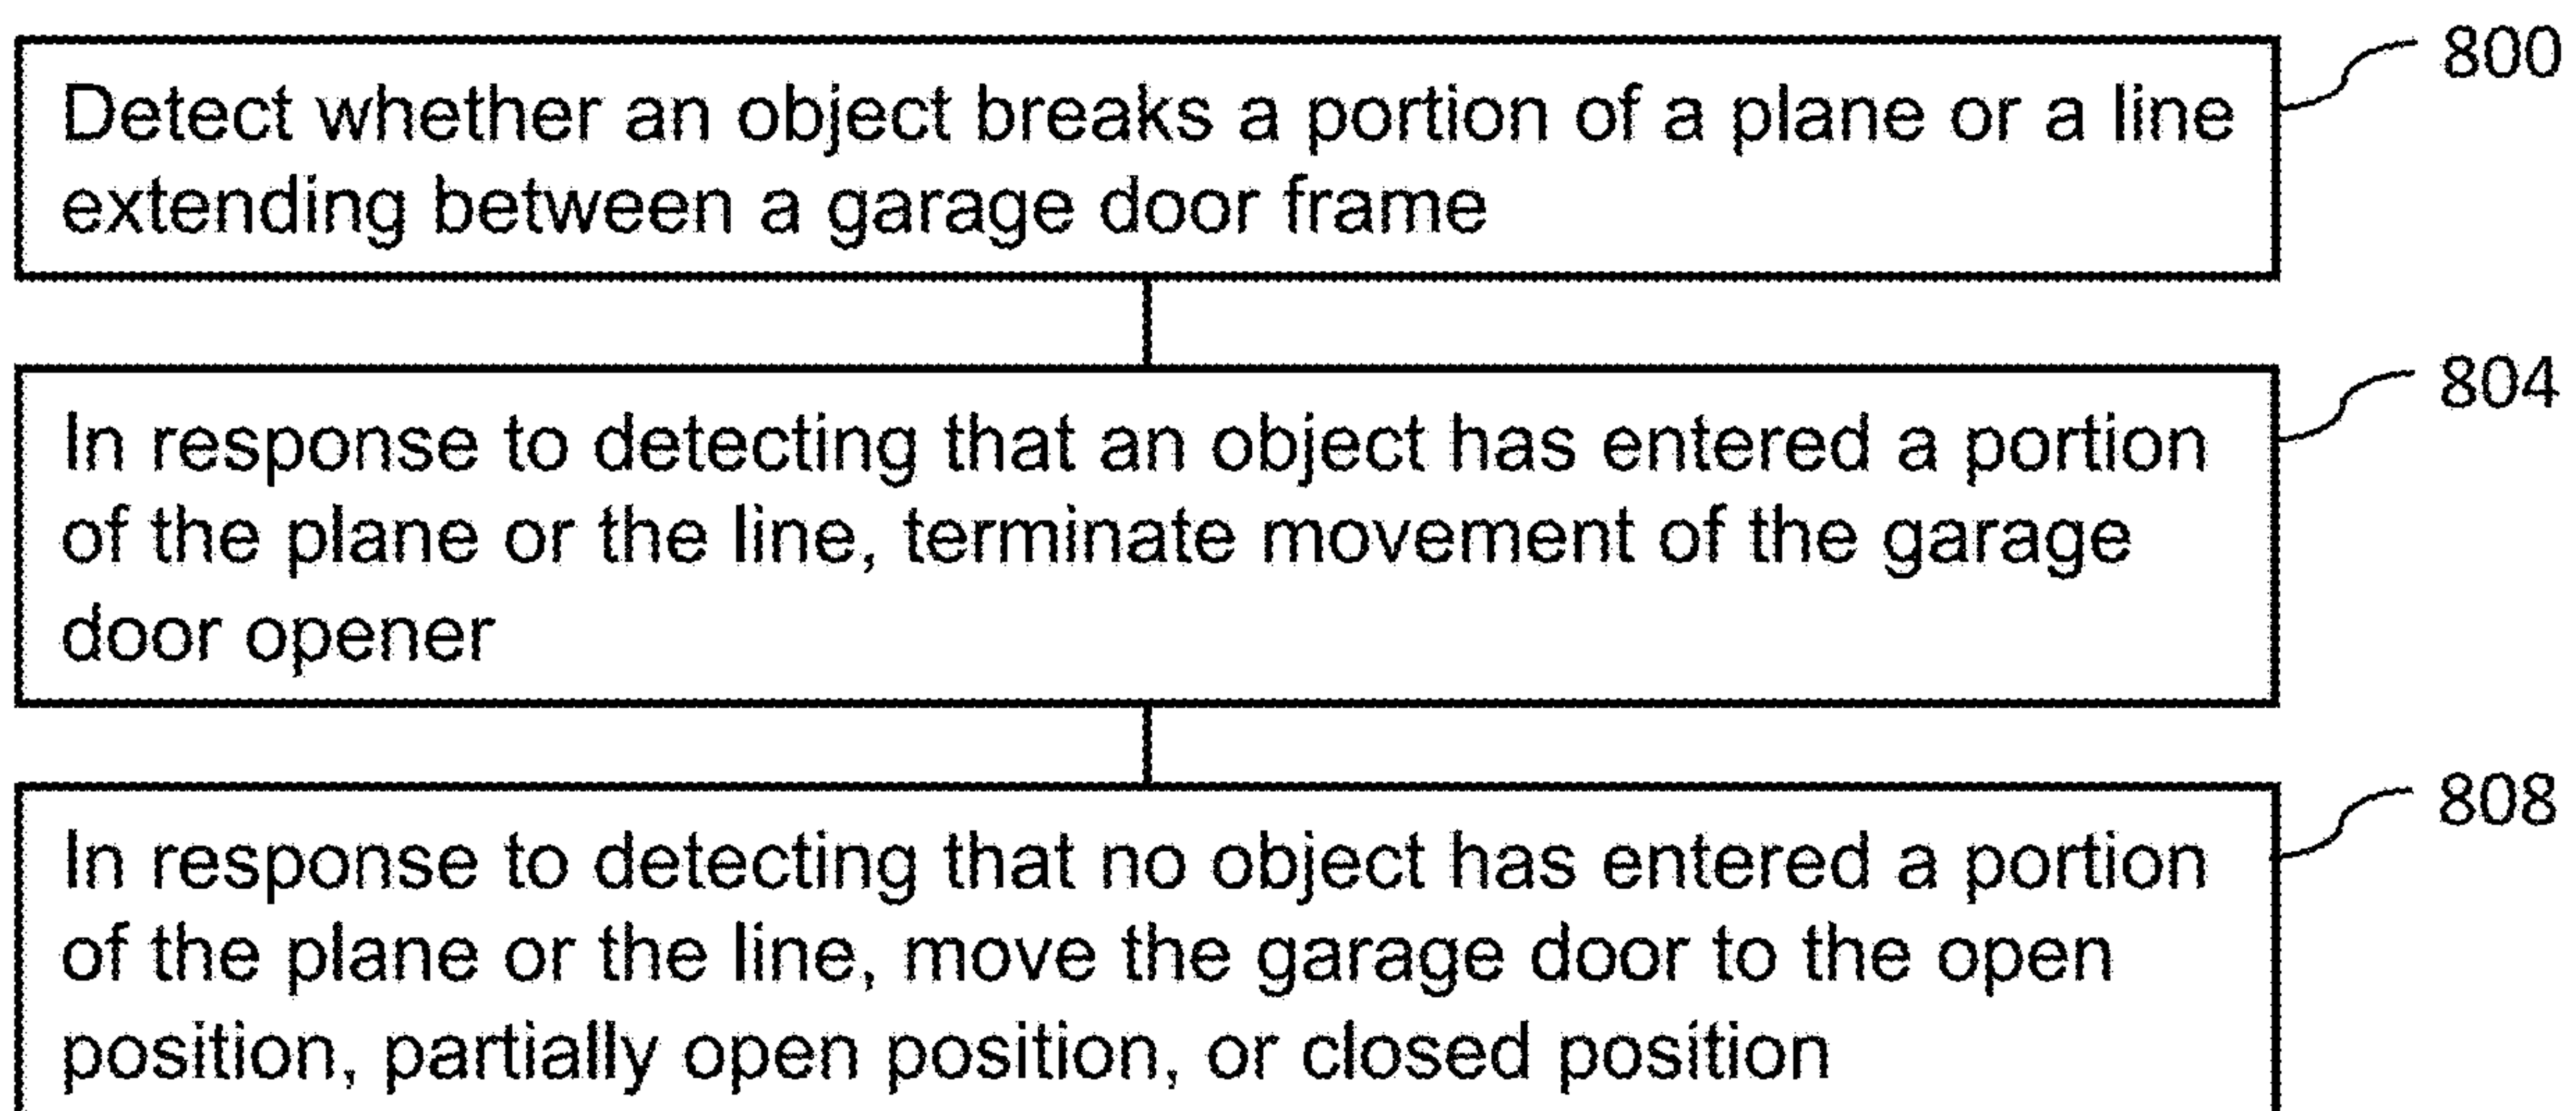 800
Detect whether an object breaks a portion of a plane or a line
extending between a garage door frame
804
In response to detecting that an object has entered a portion
of the plane or the line, terminate movement of the garage
door opener
808
In response to detecting that no object has entered a portion
of the plane or the line, move the garage door to the open
position, partially open position, or closed position